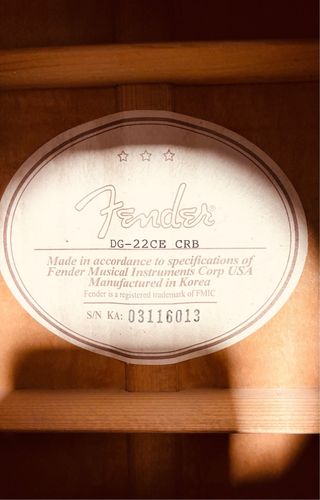 Fender
DG-22CE CRB
Made in accordance to specifications of
Fender Musical Instruments Corp USA
Manufactured in Korea
Fender is a registered trademark of FMIC
S/N KA: 03116013